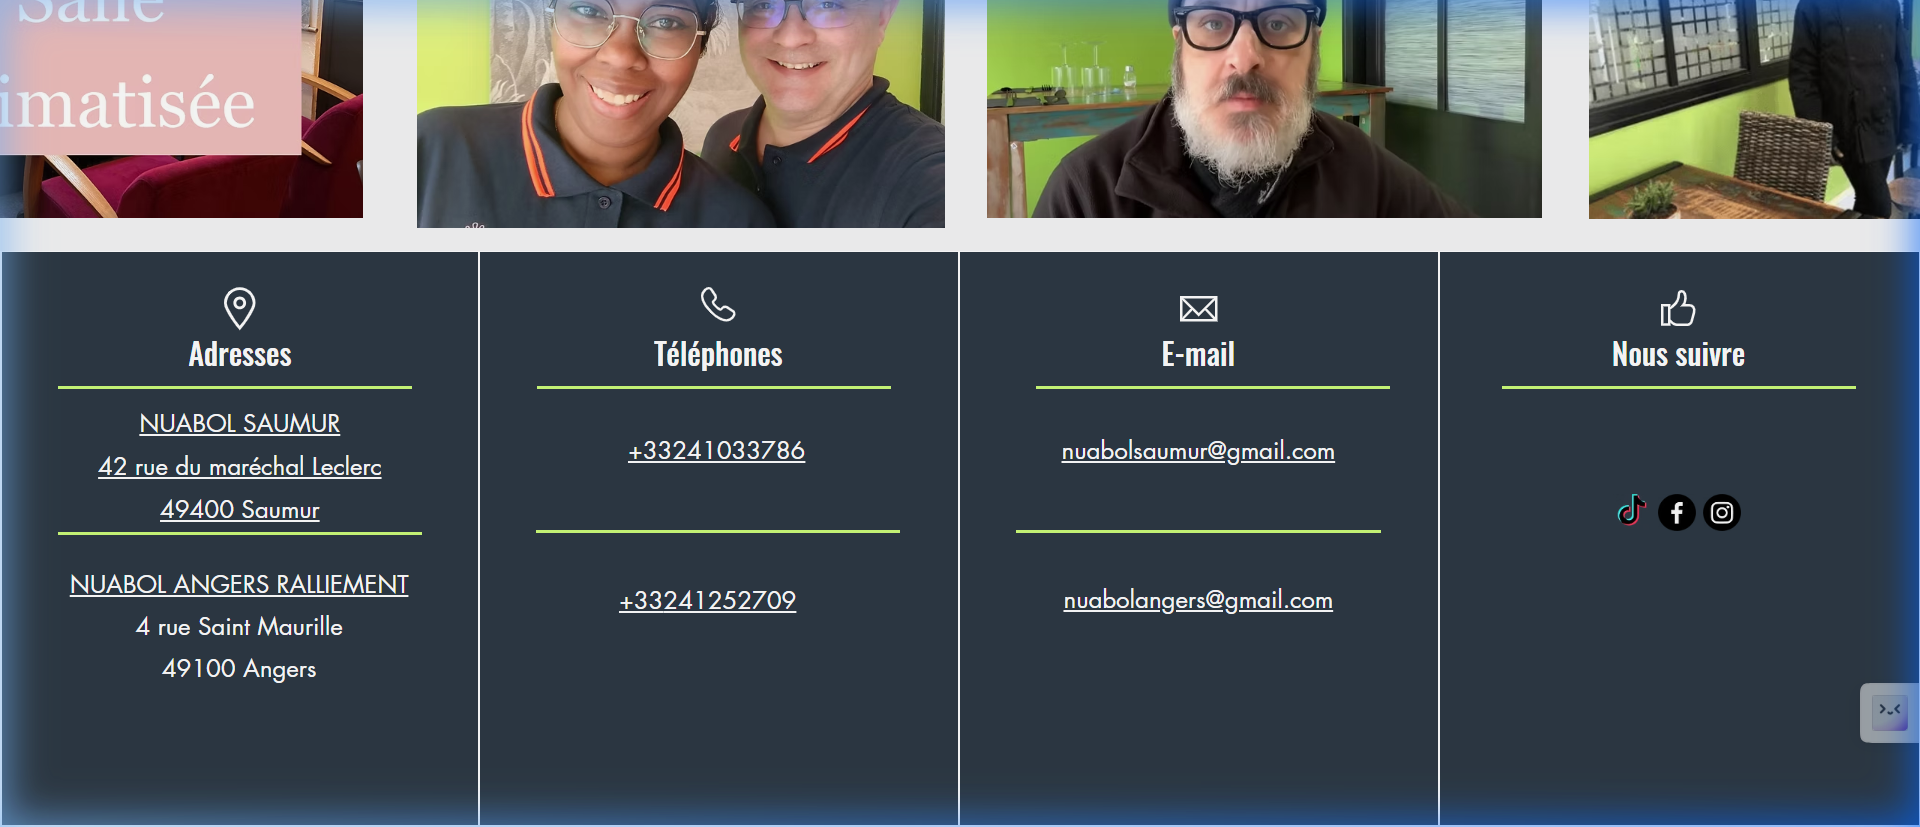 Salle
imatisée
Adresses
NUABOL SAUMUR
42 rue du maréchal Leclerc
49400 Saumur
NUABOL ANGERS RALLIEMENT
4 rue Saint Maurille
49100 Angers
Téléphones
+33241033786
+33241252709
E-mail
nuabolsaumur@gmail.com
nuabolangers@gmail.com
Nous suivre